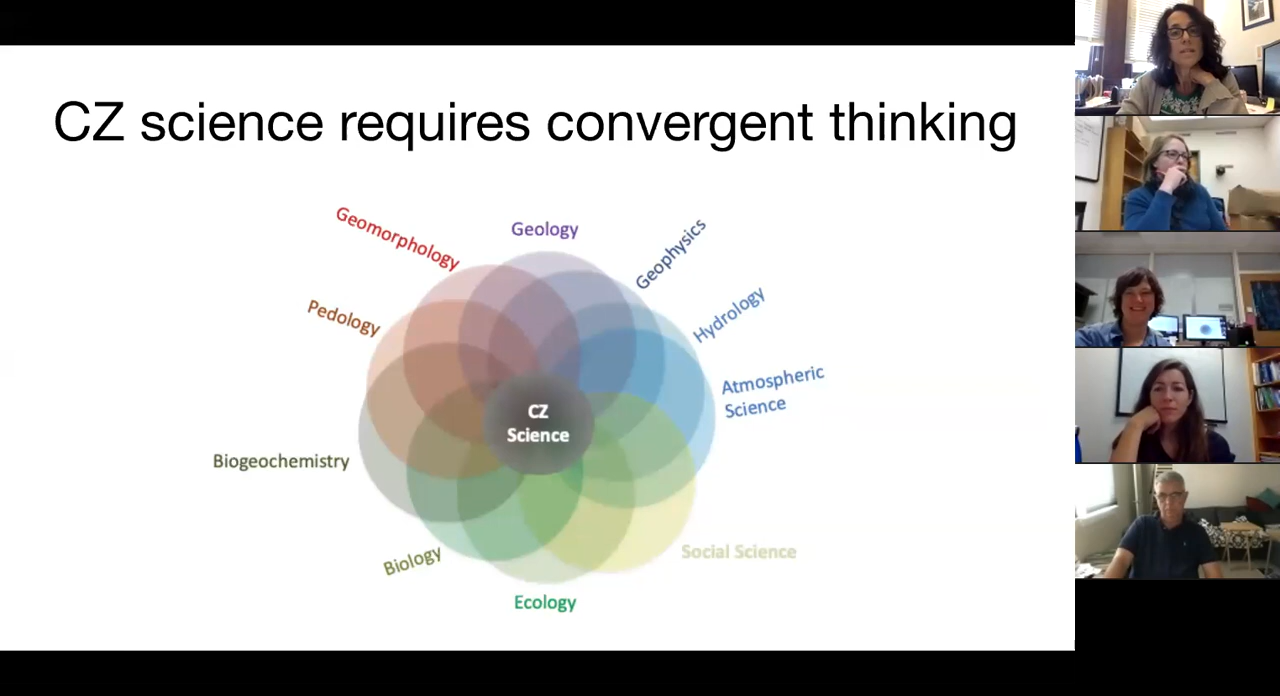 CZ science requires convergent thinking
Geomorphology
Geology
Geophysics
Pedology
Hydrology
Atmospheric
Science
CZ
Science
Biogeochemistry
Biology
Social Science
Ecology